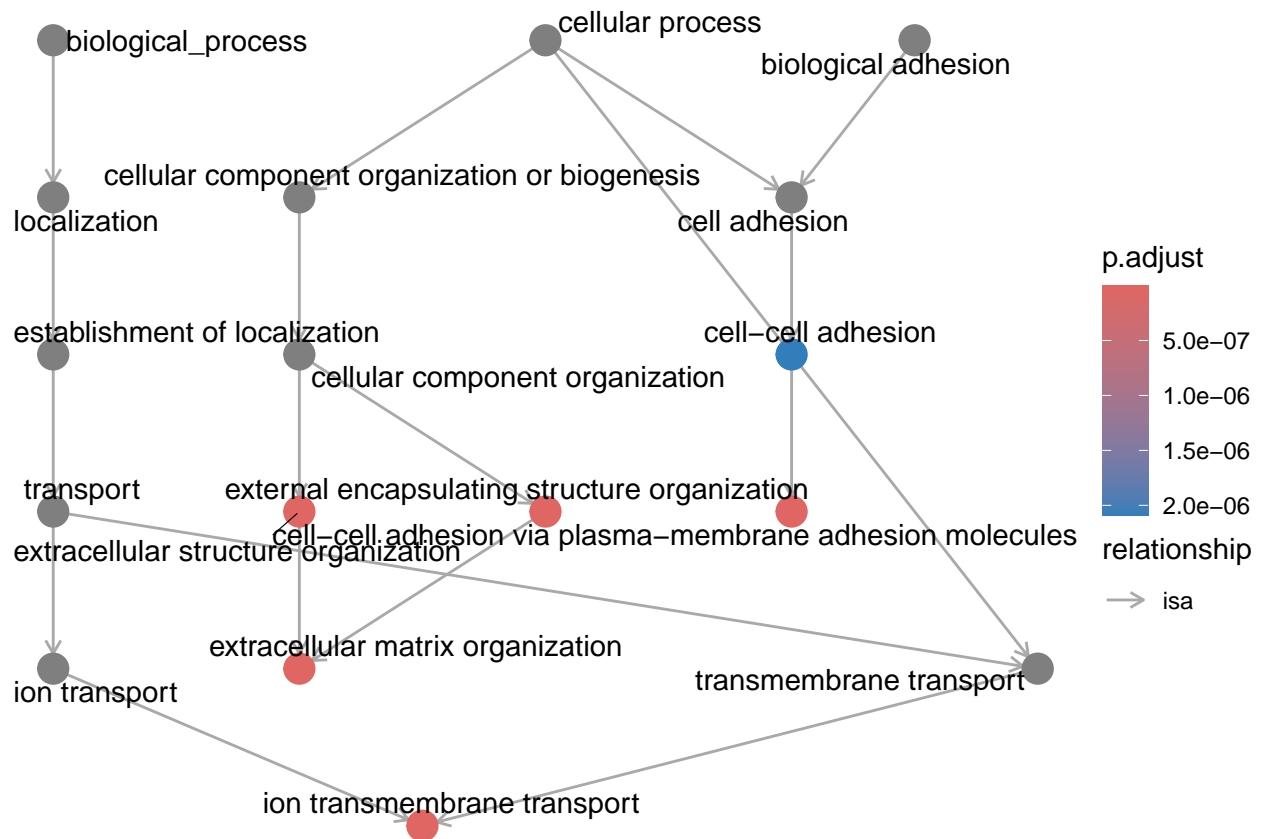 cellular process
biological_process
biological adhesion
cellular component organization or biogenesis
localization
cell adhesion
p.adjust
establishment of localization
cell−cell adhesion
5.0e−07
cellular component organization
1.0e−06
1.5e−06
transport
external encapsulating structure organization
2.0e−06
cell−cell adhesion via plasma−membrane adhesion molecules
extracellular structure organization
relationship
isa
extracellular matrix organization
transmembrane transport
ion transport
ion transmembrane transport